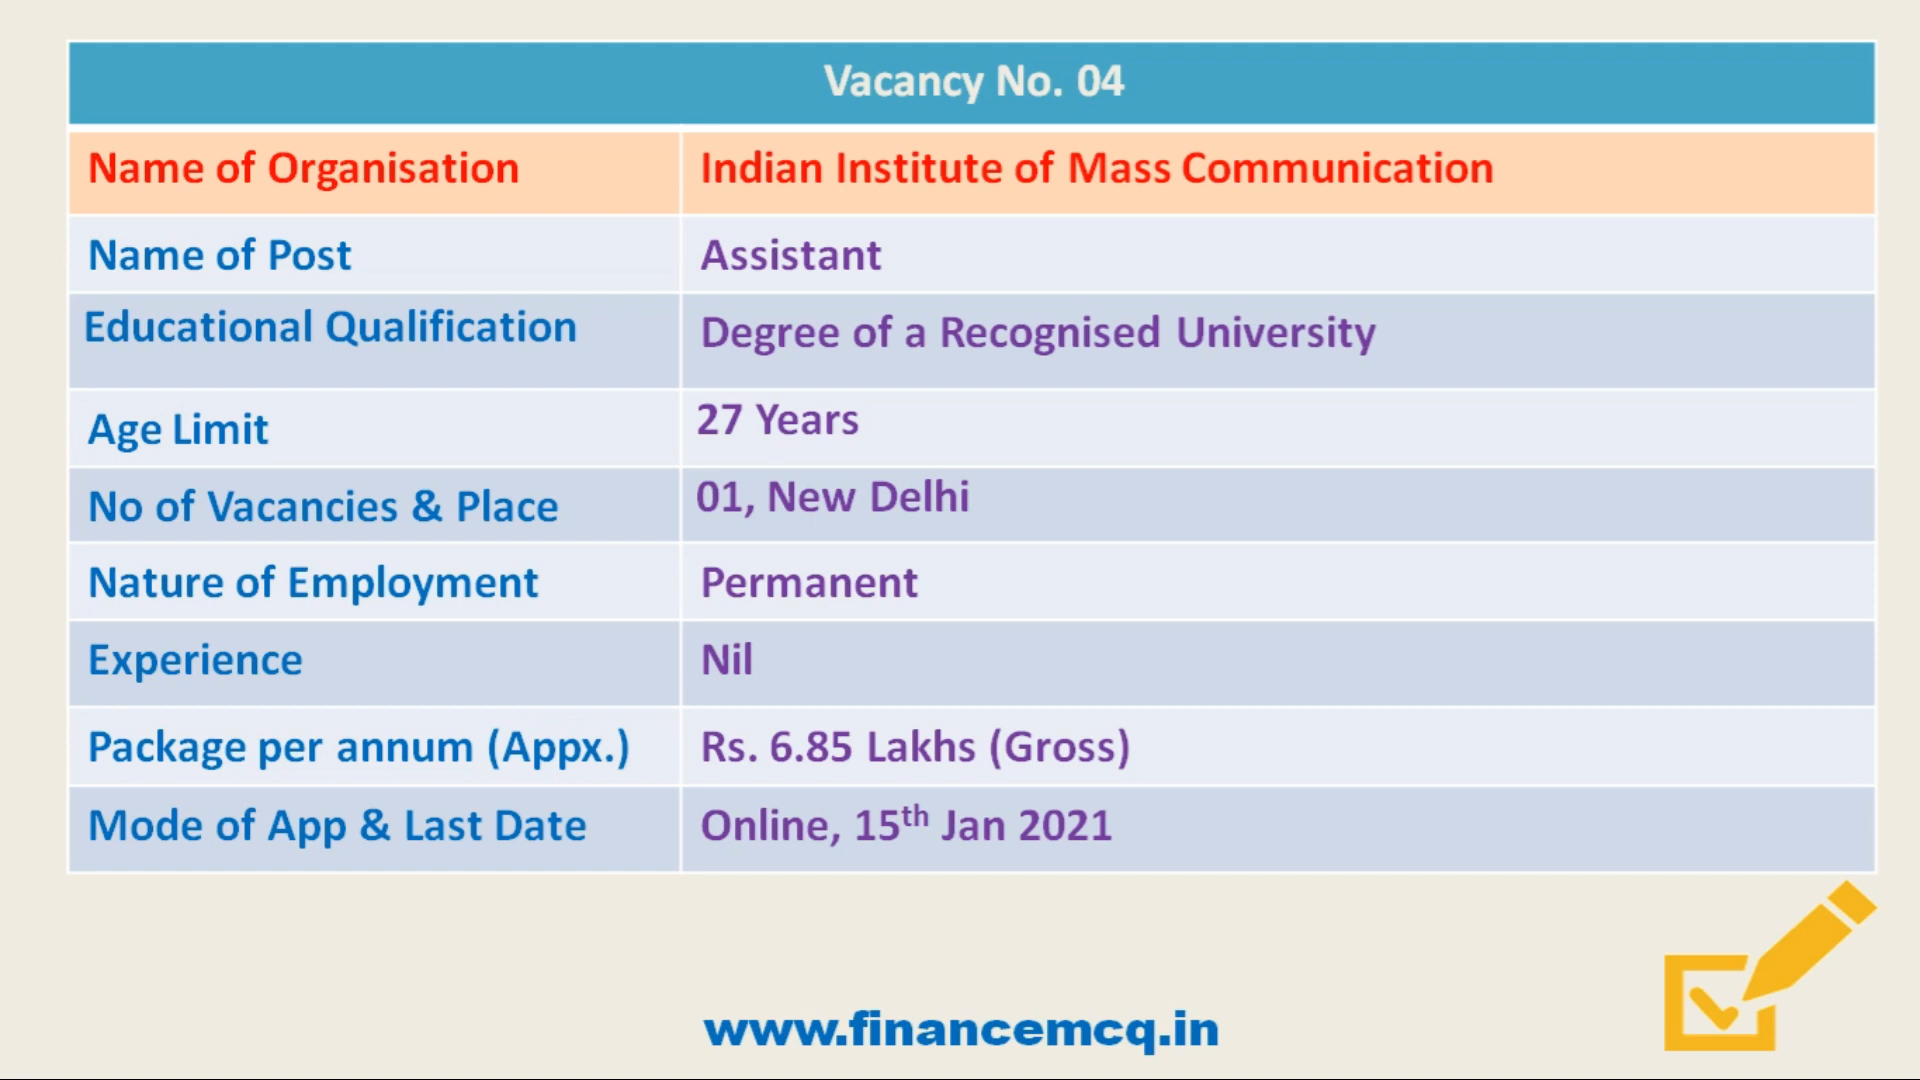 Vacancy No. 04
Name of Organisation Indian Institute of Mass Communication
Name of Post Assistant
Educational Qualification Degree of a Recognised University
Age Limit 27 Years
No of Vacancies & Place 01, New Delhi
Nature of Employment Permanent
Experience Nil
Package per annum (Appx.) Rs. 6.85 Lakhs (Gross)
Mode of App & Last Date Online, 15th Jan 2021
www.financemcq.in